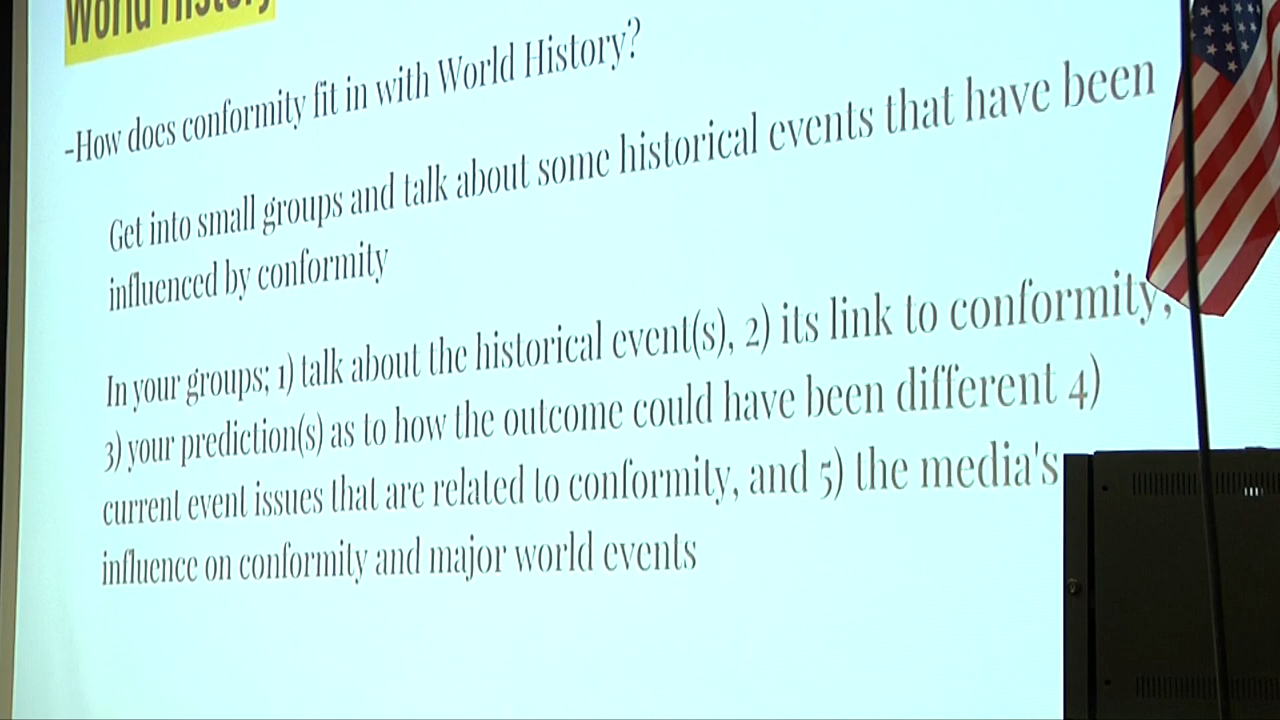 World History
-How does conformity fit in with World History?
Get into small groups and talk about some historical events that have been
influenced by conformity
In your groups; 1) talk about the historical event(s), 2) its link to conformity,
3) your prediction(s) as to how the outcome could have been different 4)
current event issues that are related to conformity, and 5) the media's
influence on conformity and major world events